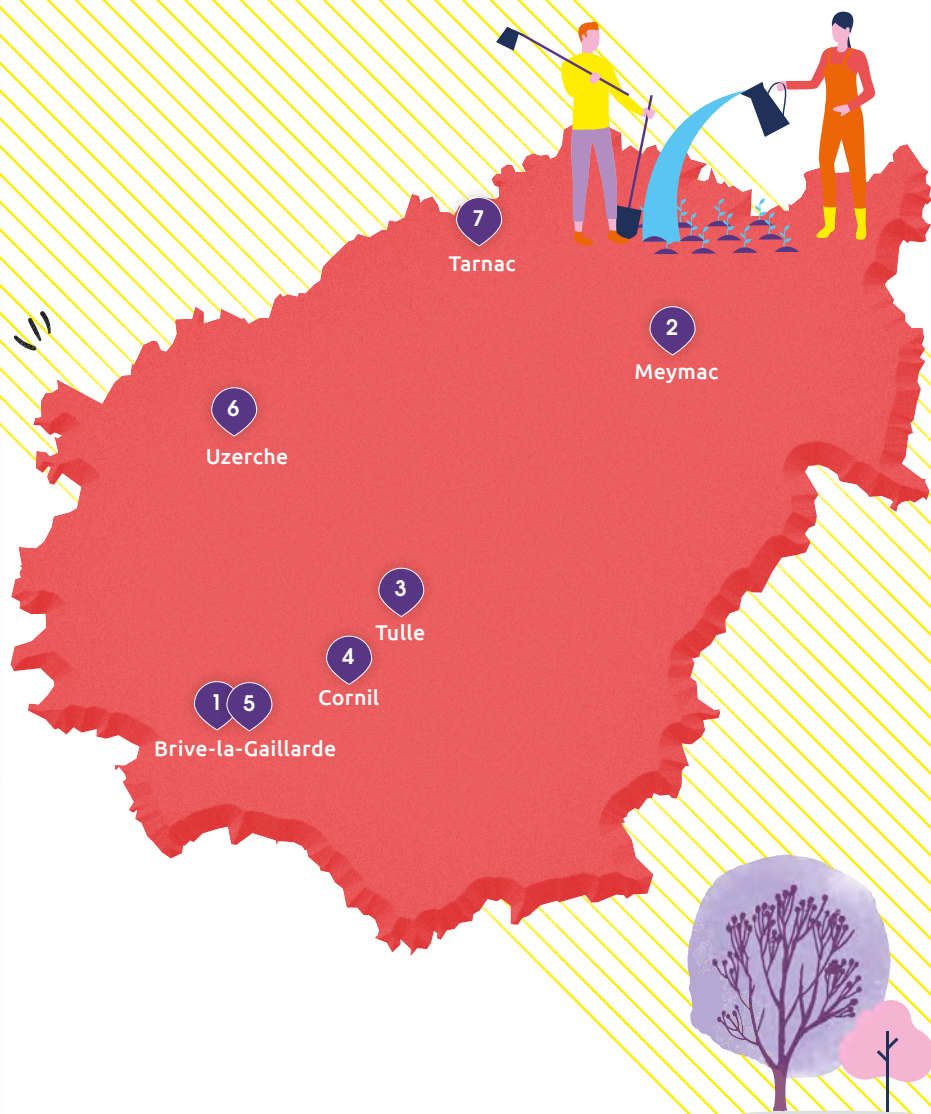 7
Tarnac
2
Meymac
6
Uzerche
3
Tulle
4
Cornil
1 5
Brive-la-Gaillarde